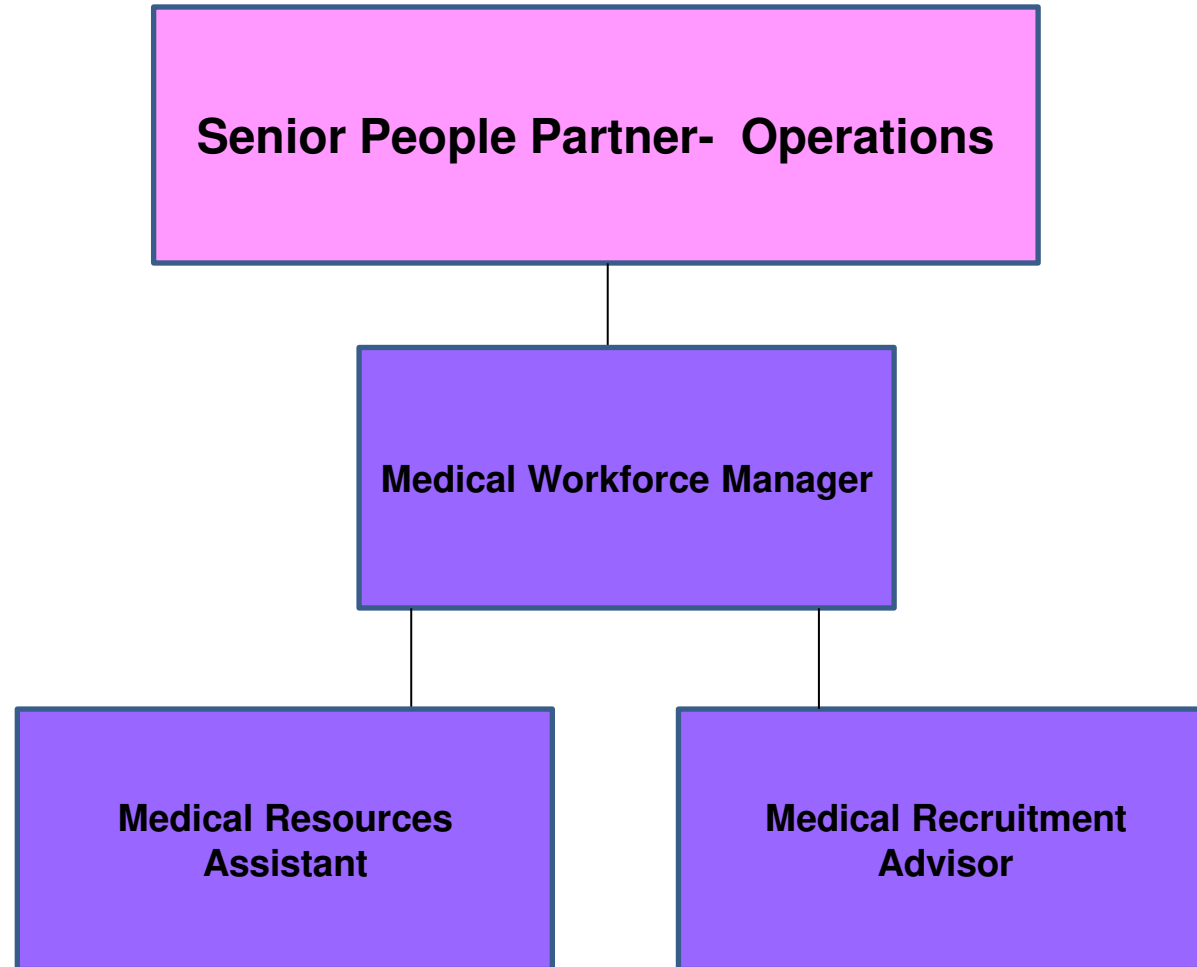 Senior People Partner-  Operations
Medical Workforce Manager
Medical Resources
Assistant
Medical Recruitment
Advisor